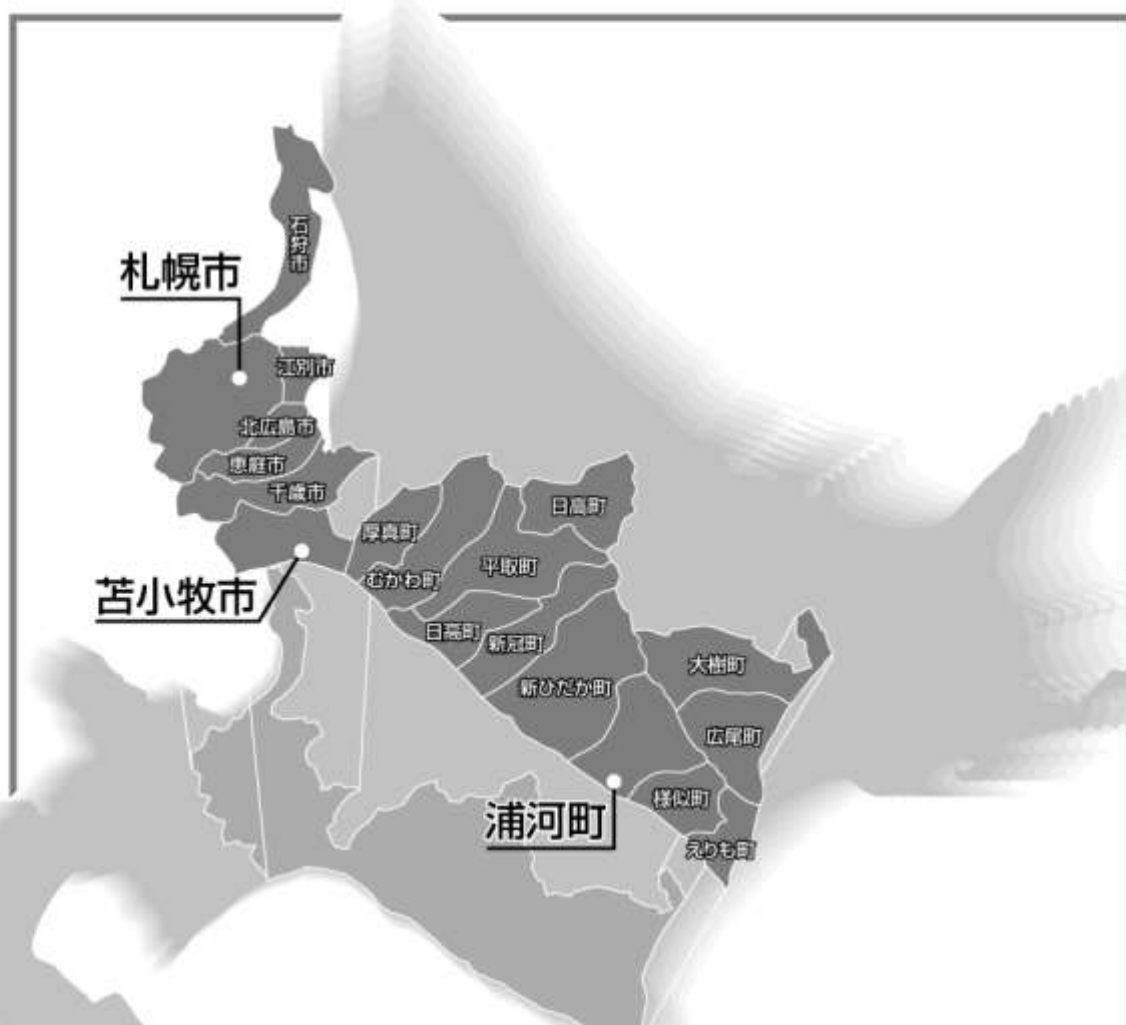 石狩市
札幌市
江別市
北広島市
恵庭市
千歳市
日高町
厚真町
平取町
むかわ町
苫小牧市
日高町
新冠町
大樹町
新ひだか町
広尾町
様似町
浦河町
えりも町